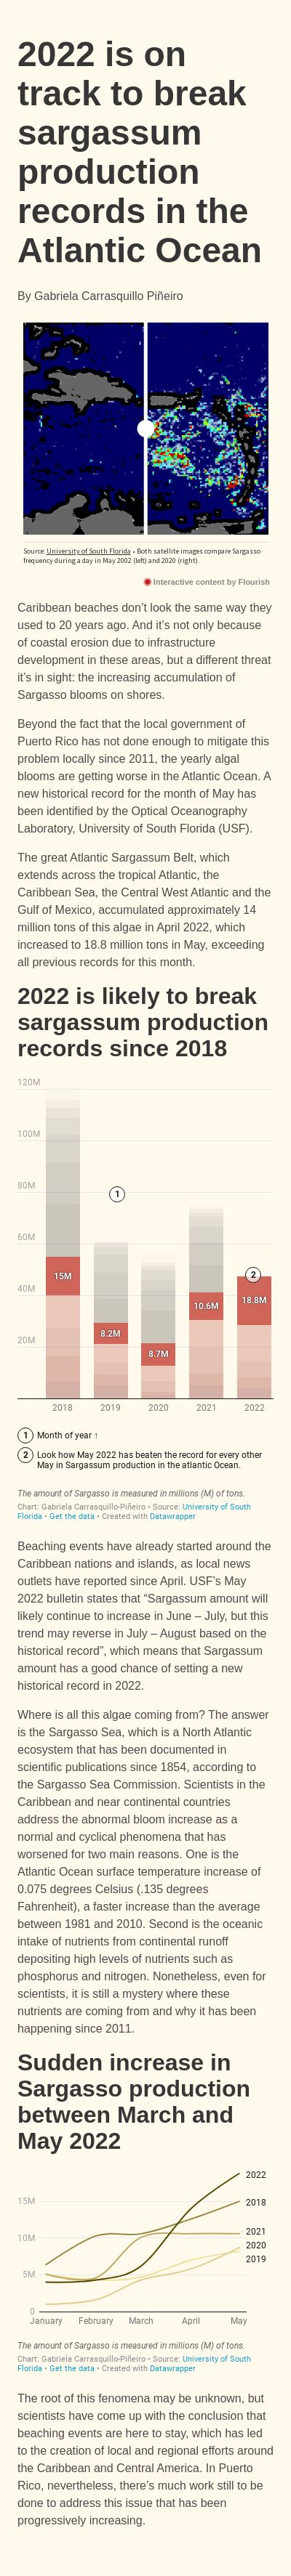 2022 is on
track to break
sargassum
production
records in the
Atlantic Ocean
By Gabriela Carrasquillo Piñeiro
Source: University of South Florida • Both satellite images compare Sargasso
frequency during a day in May 2002 (left) and 2020 (right).
Interactive content by Flourish
Caribbean beaches don’t look the same way they
used to 20 years ago. And it’s not only because
of coastal erosion due to infrastructure
development in these areas, but a different threat
it’s in sight: the increasing accumulation of
Sargasso blooms on shores.
Beyond the fact that the local government of
Puerto Rico has not done enough to mitigate this
problem locally since 2011, the yearly algal
blooms are getting worse in the Atlantic Ocean. A
new historical record for the month of May has
been identified by the Optical Oceanography
Laboratory, University of South Florida (USF).
The great Atlantic Sargassum Belt, which
extends across the tropical Atlantic, the
Caribbean Sea, the Central West Atlantic and the
Gulf of Mexico, accumulated approximately 14
million tons of this algae in April 2022, which
increased to 18.8 million tons in May, exceeding
all previous records for this month.
2022 is likely to break
sargassum production
records since 2018
120M
100M
80M
1
60M
2
40M
15M
18.8M
10.6M
8.2M
20M
8.7M
2018 2019 2020 2021 2022
1 Month of year ↑
2 Look how May 2022 has beaten the record for every other
May in Sargassum production in the atlantic Ocean.
The amount of Sargasso is measured in millions (M) of tons.
Chart: Gabriela Carrasquillo-Piñeiro • Source: University of South
Florida • Get the data • Created with Datawrapper
Beaching events have already started around the
Caribbean nations and islands, as local news
outlets have reported since April. USF’s May
2022 bulletin states that “Sargassum amount will
likely continue to increase in June – July, but this
trend may reverse in July – August based on the
historical record”, which means that Sargassum
amount has a good chance of setting a new
historical record in 2022.
Where is all this algae coming from? The answer
is the Sargasso Sea, which is a North Atlantic
ecosystem that has been documented in
scientific publications since 1854, according to
the Sargasso Sea Commission. Scientists in the
Caribbean and near continental countries
address the abnormal bloom increase as a
normal and cyclical phenomena that has
worsened for two main reasons. One is the
Atlantic Ocean surface temperature increase of
0.075 degrees Celsius (.135 degrees
Fahrenheit), a faster increase than the average
between 1981 and 2010. Second is the oceanic
intake of nutrients from continental runoff
depositing high levels of nutrients such as
phosphorus and nitrogen. Nonetheless, even for
scientists, it is still a mystery where these
nutrients are coming from and why it has been
happening since 2011.
Sudden increase in
Sargasso production
between March and
May 2022
2022
15M
2018
10M
2021
2020
2019
5M
0
January February March April May
The amount of Sargasso is measured in millions (M) of tons.
Chart: Gabriela Carrasquillo-Piñeiro • Source: University of South
Florida • Get the data • Created with Datawrapper
The root of this fenomena may be unknown, but
scientists have come up with the conclusion that
beaching events are here to stay, which has led
to the creation of local and regional efforts around
the Caribbean and Central America. In Puerto
Rico, nevertheless, there’s much work still to be
done to address this issue that has been
progressively increasing.